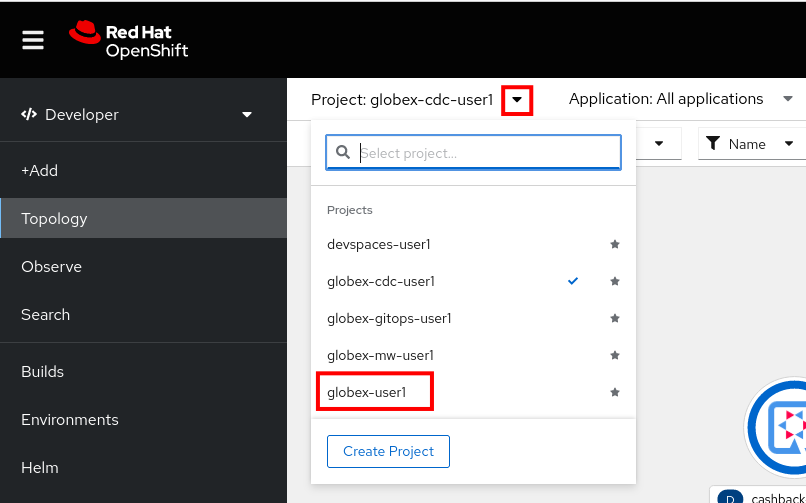 Red Hat
OpenShift
Developer
Project: globex-cdc-user1
Application: All applications
Name
+Add
Topology
Observe
Search
Builds
Environments
Helm
Select project...
Projects
devspaces-user1
globex-cdc-user1
globex-gitops-user1
globex-mw-user1
globex-user1
Create Project
D
cashback